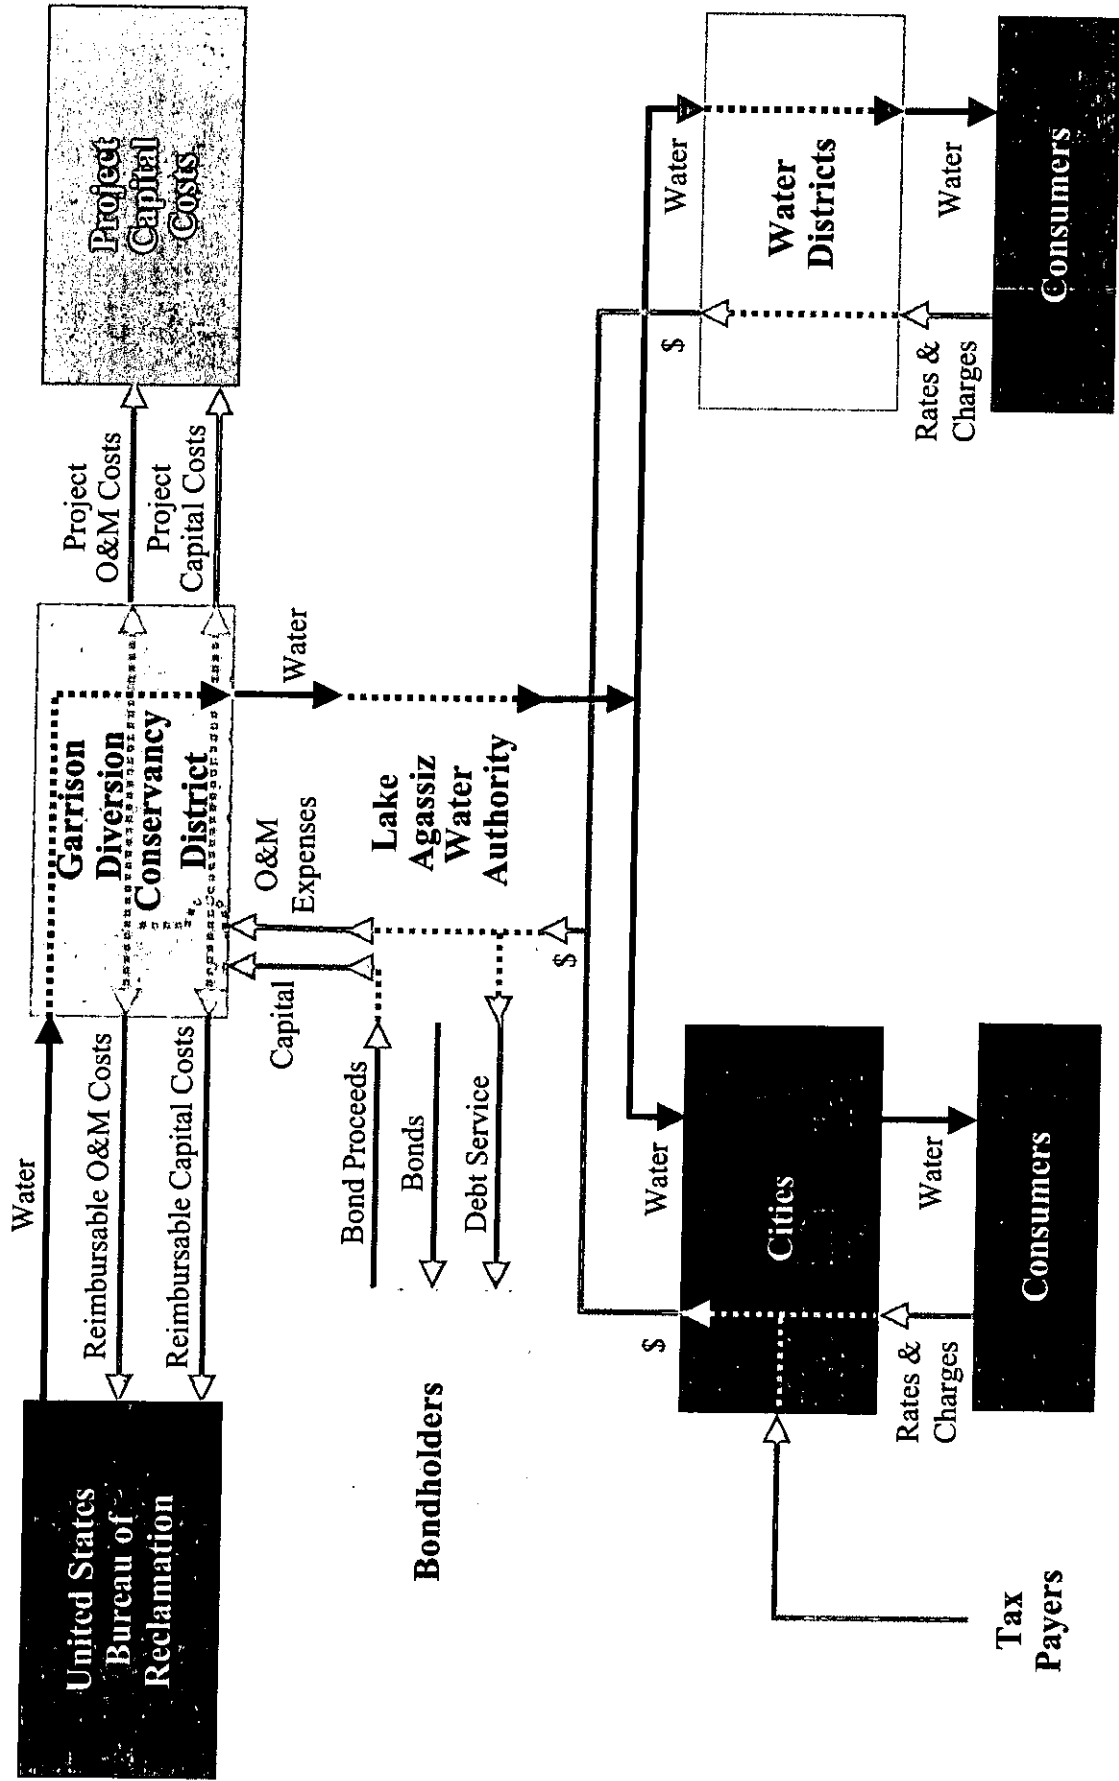 United States
Bureau of
Reclamation
Water
Reimbursable O&M Costs
Reimbursable Capital Costs
Garrison
Diversion
Conservancy
District
Project
O&M Costs
Project
Capital Costs
Project
Capital
Costs
Bondholders
Bond Proceeds
Bonds
Debt Service
Capital
O&M
Expenses
Water
Lake
Agassiz
Water
Authority
$
$
Water
$
Water
Tax
Payers
Cities
Water
Districts
Rates &
Charges
Water
Rates &
Charges
Water
Consumers
Consumers